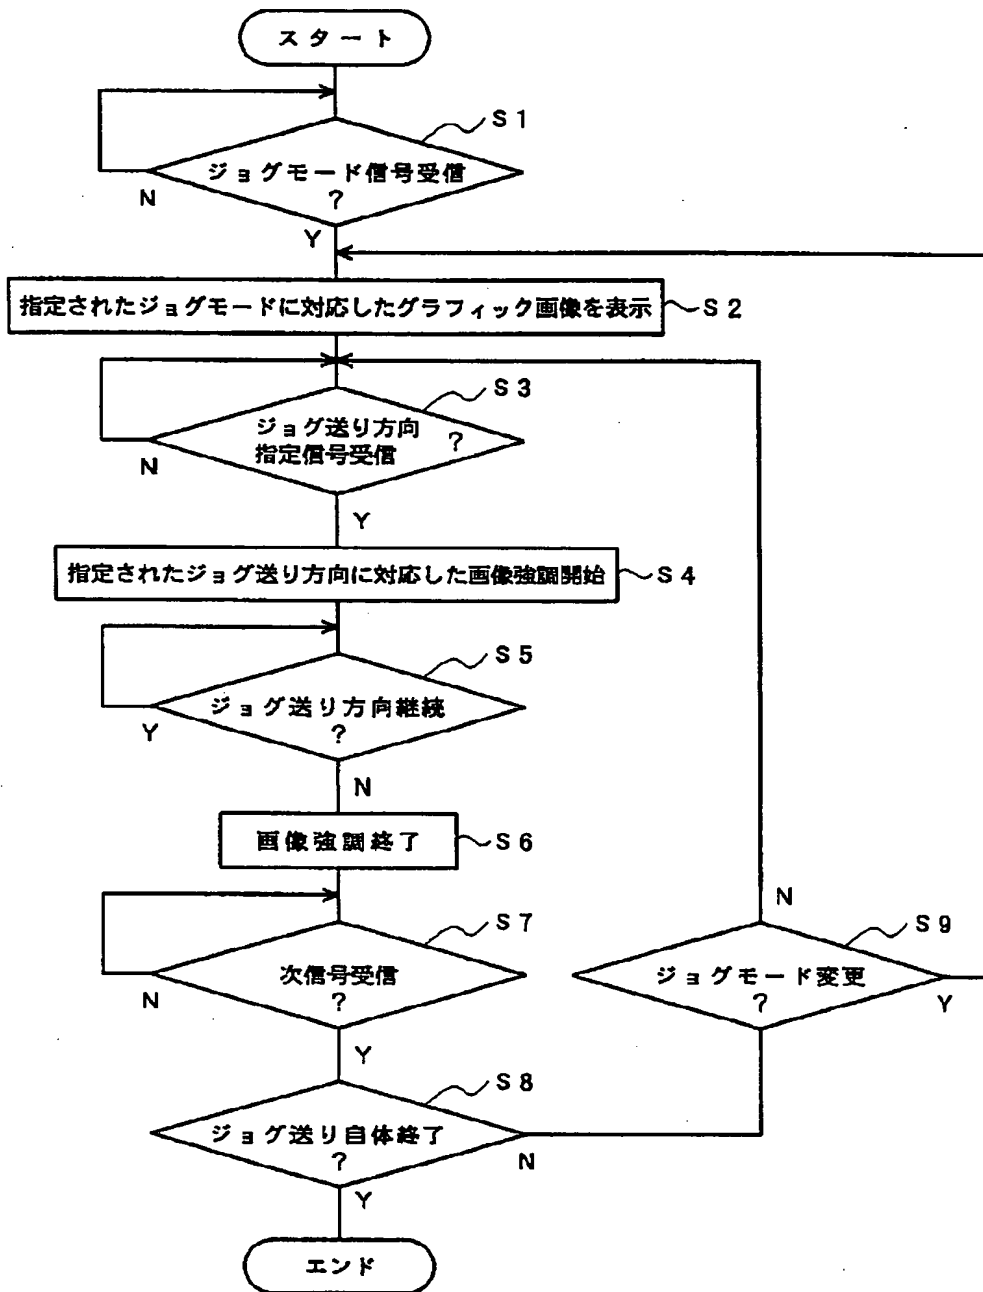 スタート
S1
ジョグモード信号受信
?
N
Y
指定されたジョグモードに対応したグラフィック画像を表示
S2
S3
ジョグ送り方向
指定信号受信
?
N
Y
指定されたジョグ送り方向に対応した画像強調開始
S4
S5
ジョグ送り方向継続
?
Y
N
画像強調終了
S6
S7
次信号受信
?
N
Y
S8
ジョグ送り自体終了
?
N
Y
N
S9
ジョグモード変更
?
Y
エンド